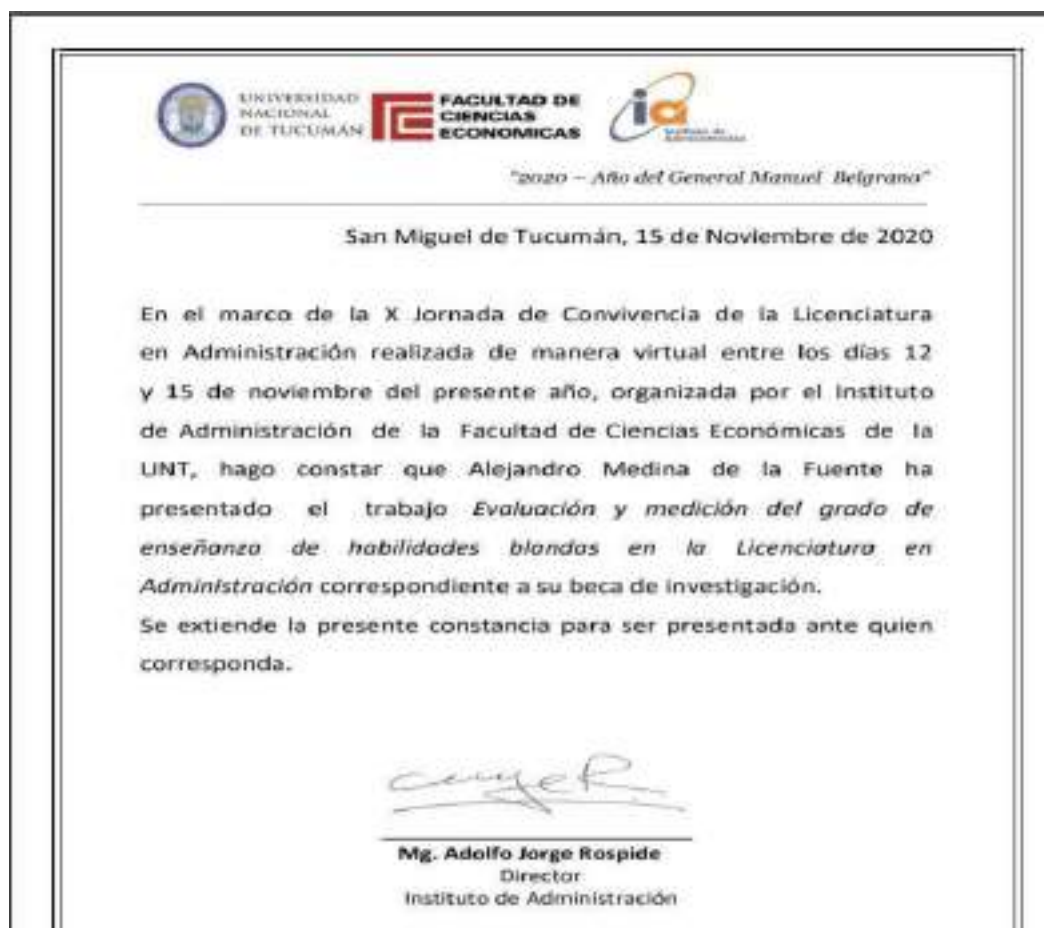 UNIVERSIDAD
NACIONAL
DE TUCUMÁN
FACULTAD DE
CIENCIAS
ECONOMICAS
ia
Instituto de
Administración
"2020 – Año del General Manuel Belgrano"
San Miguel de Tucumán, 15 de Noviembre de 2020
En el marco de la X Jornada de Convivencia de la Licenciatura
en Administración realizada de manera virtual entre los días 12
y 15 de noviembre del presente año, organizada por el Instituto
de Administración de la Facultad de Ciencias Económicas de la
UNT, hago constar que Alejandro Medina de la Fuente ha
presentado el trabajo Evaluación y medición del grado de
enseñanza de habilidades blandas en la Licenciatura en
Administración correspondiente a su beca de investigación.
Se extiende la presente constancia para ser presentada ante quien
corresponda.
Mg. Adolfo Jorge Rospide
Director
Instituto de Administración